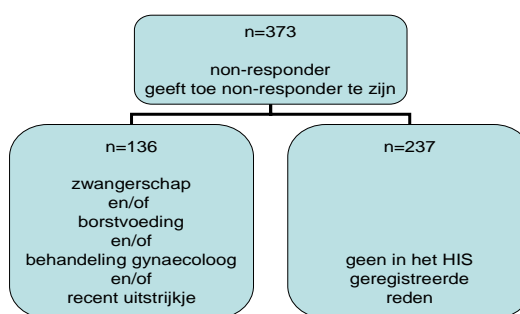 n=373
non-responder
geeft toe non-responder te zijn
n=136
zwangerschap
en/of
borstvoeding
en/of
behandeling gynaecoloog
en/of
recent uitstrijkje
n=237
geen in het HIS
geregistreerde
reden